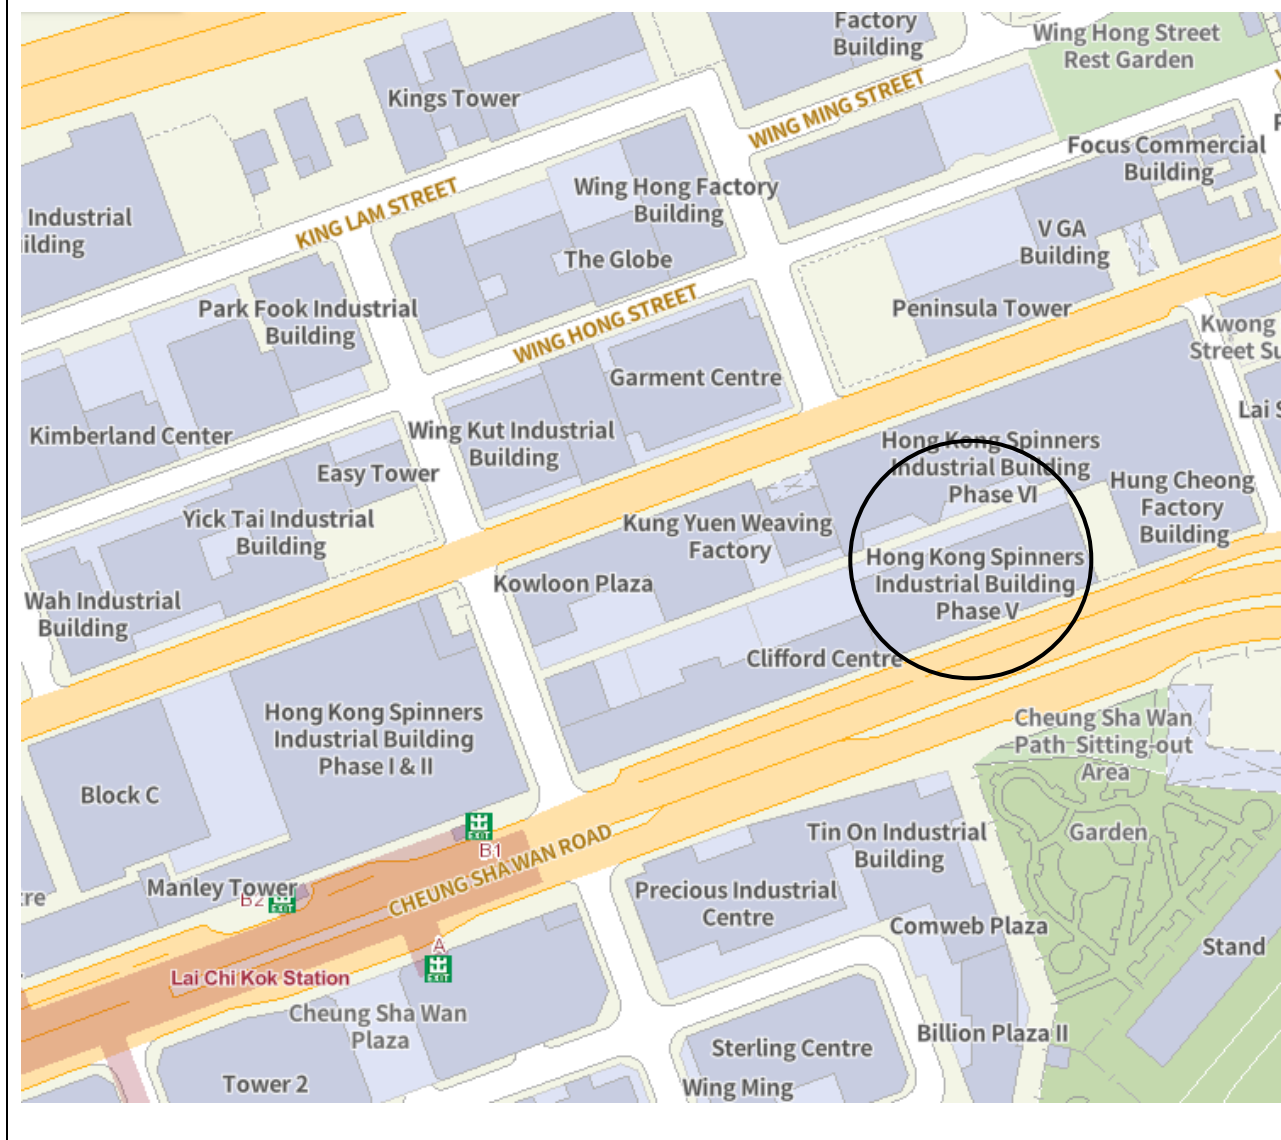 Factory
Building
Wing Hong Street
Rest Garden
Kings Tower
WING MING STREET
Focus Commercial
Building
Industrial
ilding
KING LAM STREET
Wing Hong Factory
Building
V GA
Building
The Globe
Park Fook Industrial
Building
WING HONG STREET
Peninsula Tower
Kwong
Street Su
Garment Centre
Lai S
Kimberland Center
Wing Kut Industrial
Building
Easy Tower
Hong Kong Spinners
Industrial Building
Phase VI
Hung Cheong
Factory
Building
Yick Tai Industrial
Building
Kung Yuen Weaving
Factory
Hong Kong Spinners
Industrial Building
Phase V
Kowloon Plaza
Wah Industrial
Building
Clifford Centre
Hong Kong Spinners
Industrial Building
Phase I & II
Cheung Sha Wan
Path Sitting-out
Area
Block C
EXIT
B1
CHEUNG SHA WAN ROAD
Tin On Industrial
Building
Garden
Manley Tower
B2
EXIT
tre
Precious Industrial
Centre
Comweb Plaza
Stand
A
EXIT
Lai Chi Kok Station
Cheung Sha Wan
Plaza
Billion Plaza II
Sterling Centre
Tower 2
Wing Ming